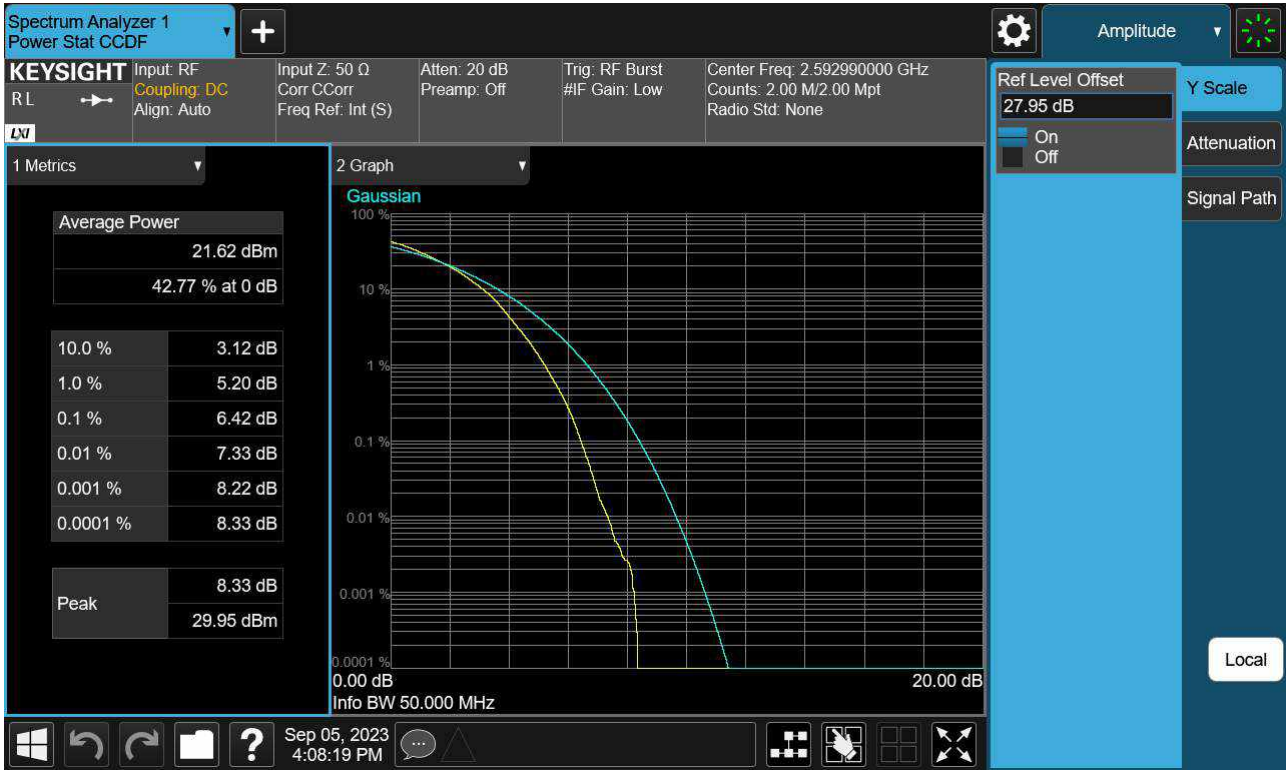 Spectrum Analyzer 1
Power Stat CCDF
Amplitude
KEYSIGHT
R L
LXI
Input: RF
Coupling: DC
Align: Auto
Input Z: 50 Ω
Corr CCorr
Freq Ref: Int (S)
Atten: 20 dB
Preamp: Off
Trig: RF Burst
#IF Gain: Low
Center Freq: 2.592990000 GHz
Counts: 2.00 M/2.00 Mpt
Radio Std: None
Ref Level Offset
27.95 dB
On
Off
Y Scale
Attenuation
Signal Path
Local
1 Metrics
Average Power
21.62 dBm
42.77 % at 0 dB
10.0 % 3.12 dB
1.0 % 5.20 dB
0.1 % 6.42 dB
0.01 % 7.33 dB
0.001 % 8.22 dB
0.0001 % 8.33 dB
Peak
8.33 dB
29.95 dBm
2 Graph
Gaussian
100 %
10 %
1 %
0.1 %
0.01 %
0.001 %
0.0001 %
0.00 dB 20.00 dB
Info BW 50.000 MHz
?
Sep 05, 2023
4:08:19 PM